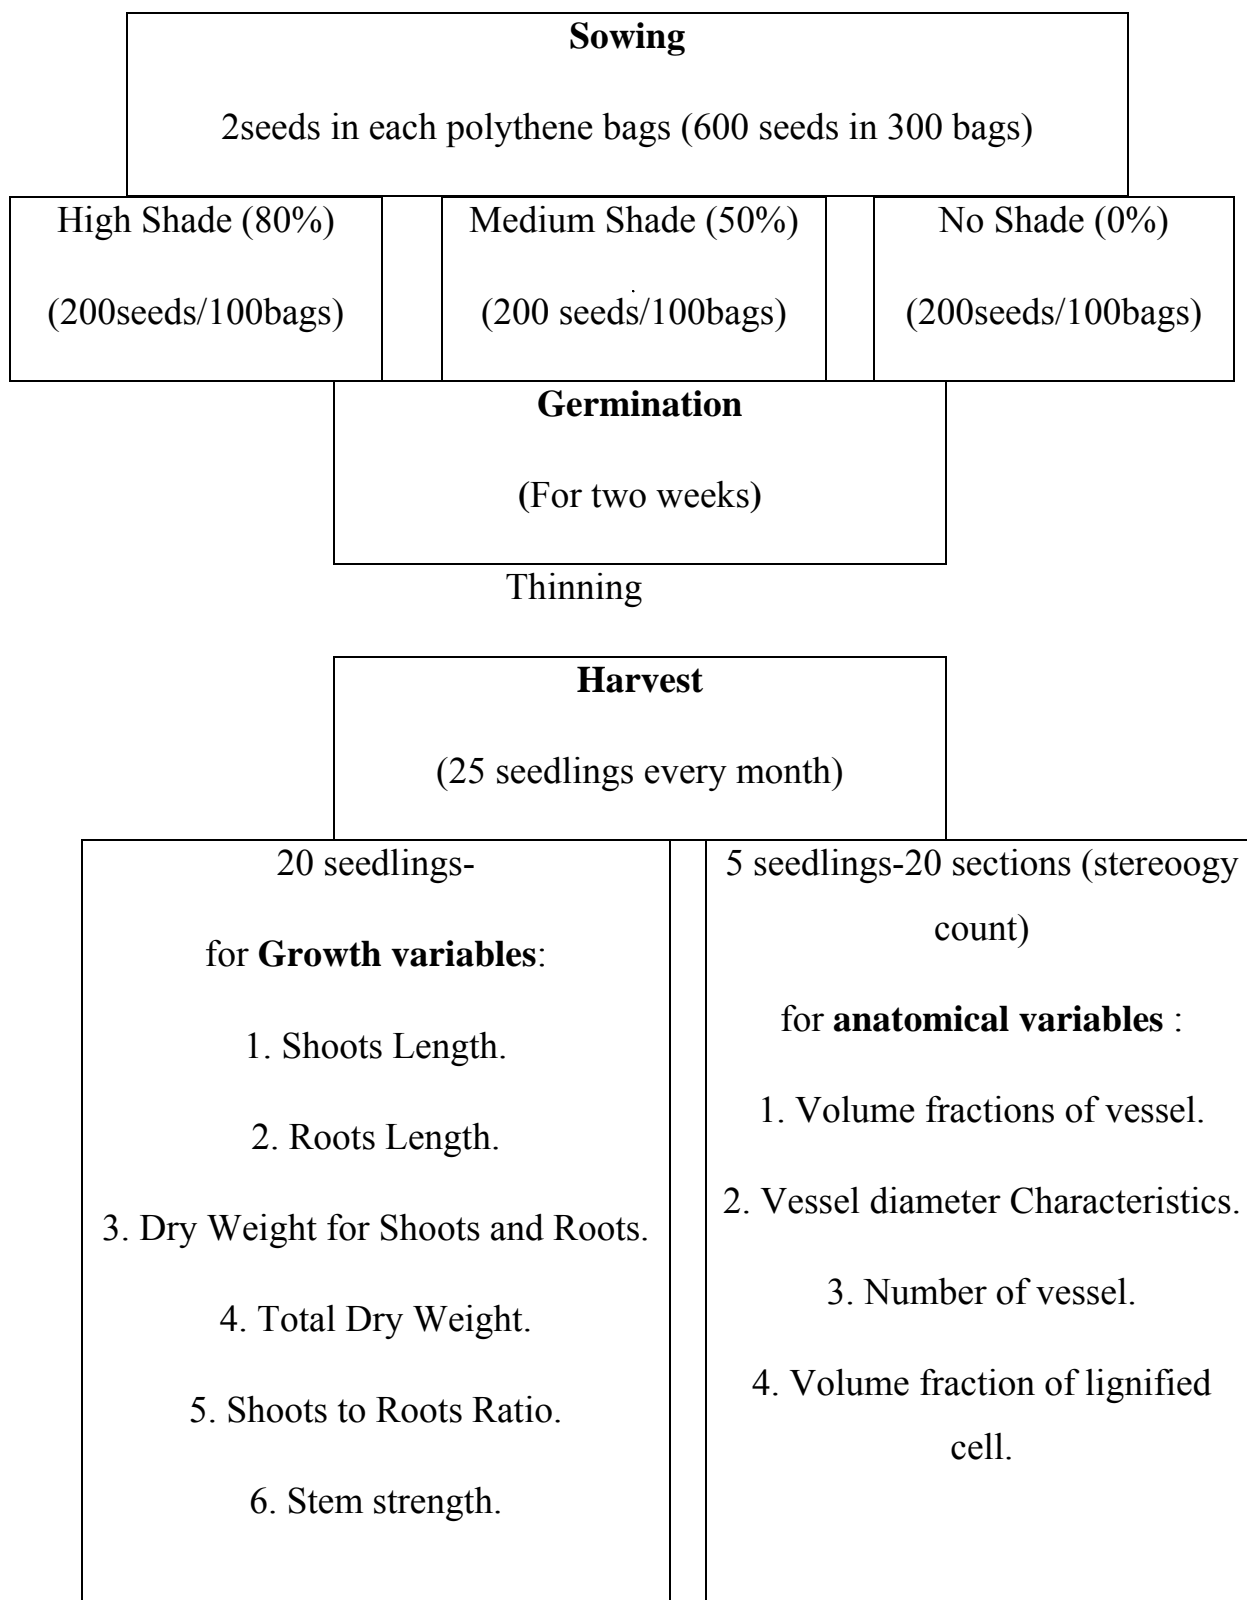 Sowing
2seeds in each polythene bags (600 seeds in 300 bags)
High Shade (80%)
(200seeds/100bags)
Medium Shade (50%)
(200 seeds/100bags)
No Shade (0%)
(200seeds/100bags)
Germination
(For two weeks)
Thinning
Harvest
(25 seedlings every month)
20 seedlings-
for Growth variables:
1. Shoots Length.
2. Roots Length.
3. Dry Weight for Shoots and Roots.
4. Total Dry Weight.
5. Shoots to Roots Ratio.
6. Stem strength.
5 seedlings-20 sections (stereoogy
count)
for anatomical variables :
1. Volume fractions of vessel.
2. Vessel diameter Characteristics.
3. Number of vessel.
4. Volume fraction of lignified
cell.